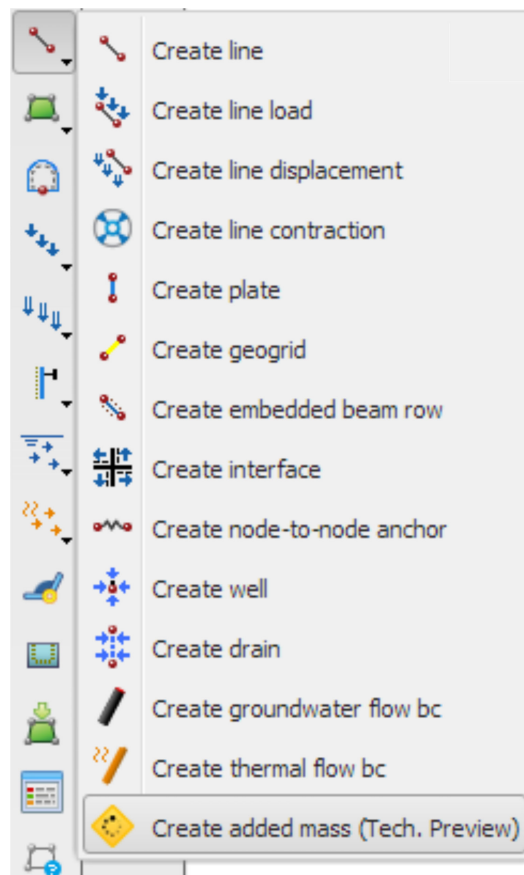 Create line
Create line load
Create line displacement
Create line contraction
Create plate
Create geogrid
Create embedded beam row
Create interface
Create node-to-node anchor
Create well
Create drain
Create groundwater flow bc
Create thermal flow bc
Create added mass (Tech. Preview)